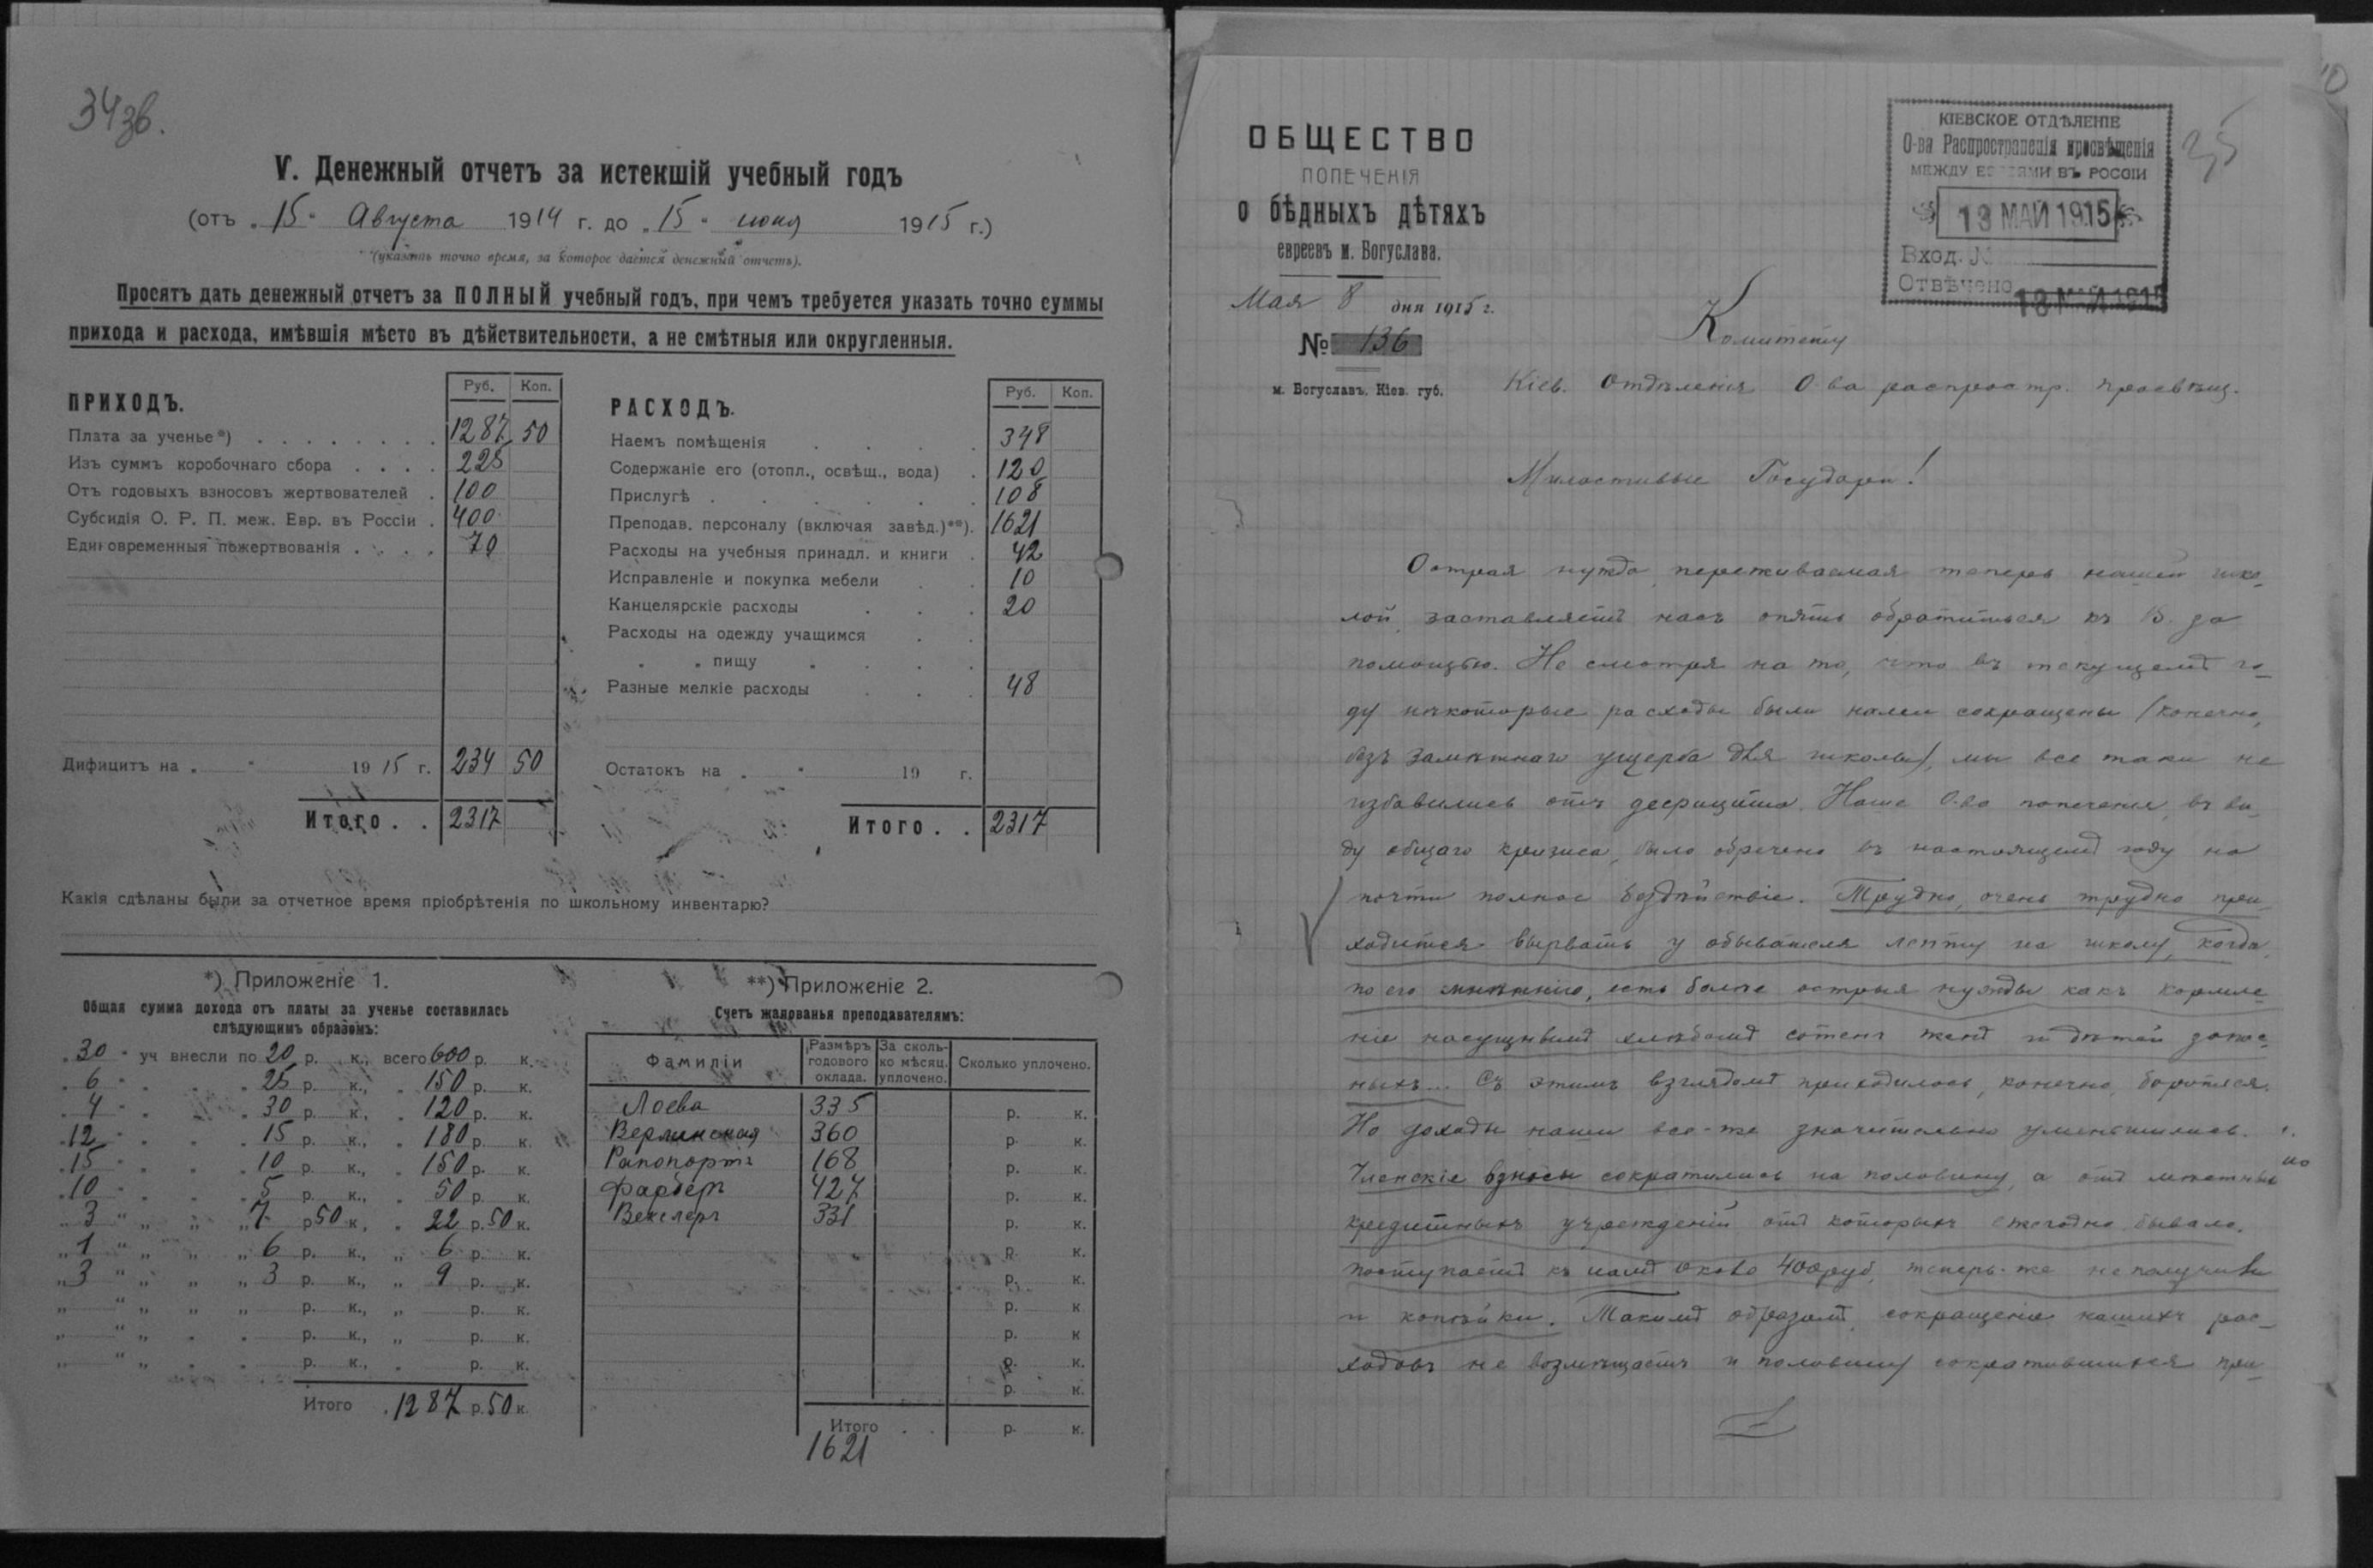 34 зв.
V. Денежный отчетъ за истекшій учебный годъ
(отъ „15" Августа 1914 г. до „15" июня 1915 г.)
(указать точно время, за которое дается денежный отчетъ).
Просятъ дать денежный отчетъ за ПОЛНЫЙ учебный годъ, при чемъ требуется указать точно суммы
прихода и расхода, имѣвшія мѣсто въ дѣйствительности, а не смѣтныя или округленныя.
ПРИХОДЪ. Руб. Коп.
Плата за ученье*) 1287 50
Изъ суммъ коробочнаго сбора 225
Отъ годовыхъ взносовъ жертвователей 100
Субсидія О. Р. П. меж. Евр. въ Россіи 400
Единовременныя пожертвованія 70
Дифицитъ на „ " 1915 г. 234 50
Итого . . 2317
РАСХОДЪ. Руб. Коп.
Наемъ помѣщенія 348
Содержаніе его (отопл., освѣщ., вода) 120
Прислугѣ 108
Преподав. персоналу (включая завѣд.)**) 1621
Расходы на учебныя принадл. и книги 42
Исправленіе и покупка мебели 10
Канцелярскіе расходы 20
Расходы на одежду учащимся
„ „ пищу „
Разные мелкіе расходы 48
Остатокъ на „ " 19 г.
Итого . . 2317
Какія сдѣланы были за отчетное время пріобрѣтенія по школьному инвентарю?
*) Приложеніе 1.
Общая сумма дохода отъ платы за ученье составилась
слѣдующимъ образомъ:
„30" уч внесли по 20 р. к., всего 600 р. к.
„6" „ „ „ 25 р. к., „ 150 р. к.
„4" „ „ „ 30 р. к., „ 120 р. к.
„12" „ „ „ 15 р. к., „ 180 р. к.
„15" „ „ „ 10 р. к., „ 150 р. к.
„10" „ „ „ 5 р. к., „ 50 р. к.
„3" „ „ „ 7 р 50 к., „ 22 р. 50 к.
„1" „ „ „ 6 р. к., „ 6 р. к.
„3" „ „ „ 3 р. к., „ 9 р. к.
„ " „ „ „ р. к., „ р. к.
„ " „ „ „ р. к., „ р. к.
„ " „ „ „ р. к., „ р. к.
Итого „1287 р. 50 к.
**) Приложеніе 2.
Счетъ жалованья преподавателямъ:
Фамиліи Размѣръ годового оклада. За сколь-ко мѣсяц. уплочено. Сколько уплочено.
Лоева 335 р. к.
Верлинская 360 р. к.
Рапопортъ 168 р. к.
Фарберъ 427 р. к.
Векслеръ 331 р. к.
р. к.
р. к.
р. к.
р. к
р. к.
р. к.
Итого . . р. к.
1621
ОБЩЕСТВО
ПОПЕЧЕНІЯ
о бѣдныхъ дѣтяхъ
евреевъ м. Богуслава.
Мая 8 дня 1915 г.
№ 136
м. Богуславъ, Кіев. губ.
КІЕВСКОЕ ОТДѢЛЕНІЕ
О-ва Распространенія просвѣщенія
МЕЖДУ ЕВРЕЯМИ ВЪ РОССІИ
13 МАЙ 1915
Вход. №
Отвѣчено 18 МАЙ 1915
35
Комитету
Кіев. Отдѣленія О-ва распростр. просвѣщ.
Милостивые Государи!
Острая нужда, переживаемая теперь нашей шко-
лой, заставляетъ насъ опять обратиться къ В. за
помощью. Не смотря на то, что въ текущемъ го-
ду нѣкоторые расходы были нами сокращены (конечно,
безъ замѣтнаго ущерба для школы), мы все таки не
избавились отъ дефицита. Наше О-во попеченія, въ ви-
ду общаго кризиса, было обречено въ настоящемъ году на
почти полное бездѣйствіе. Трудно, очень трудно при-
ходится вырвать у обывателя лепту на школу, когда,
по его мнѣнію, есть болѣе острыя нужды какъ кормле-
ніе насущнымъ хлѣбомъ сотенъ женъ и дѣтей запас-
ныхъ... Съ этимъ взглядомъ приходилось, конечно, бороться.
Но доходы наши все-же значительно уменьшились.
Членскіе взносы сократились на половину, а отъ мѣстныхъ
кредитныхъ учрежденій, отъ которыхъ ежегодно бывало,
поступаетъ къ намъ около 400 руб., теперь-же не получили
и копѣйки. Такимъ образомъ, сокращеніе нашихъ рас-
ходовъ не возмѣщаетъ и половину сократившихся при-